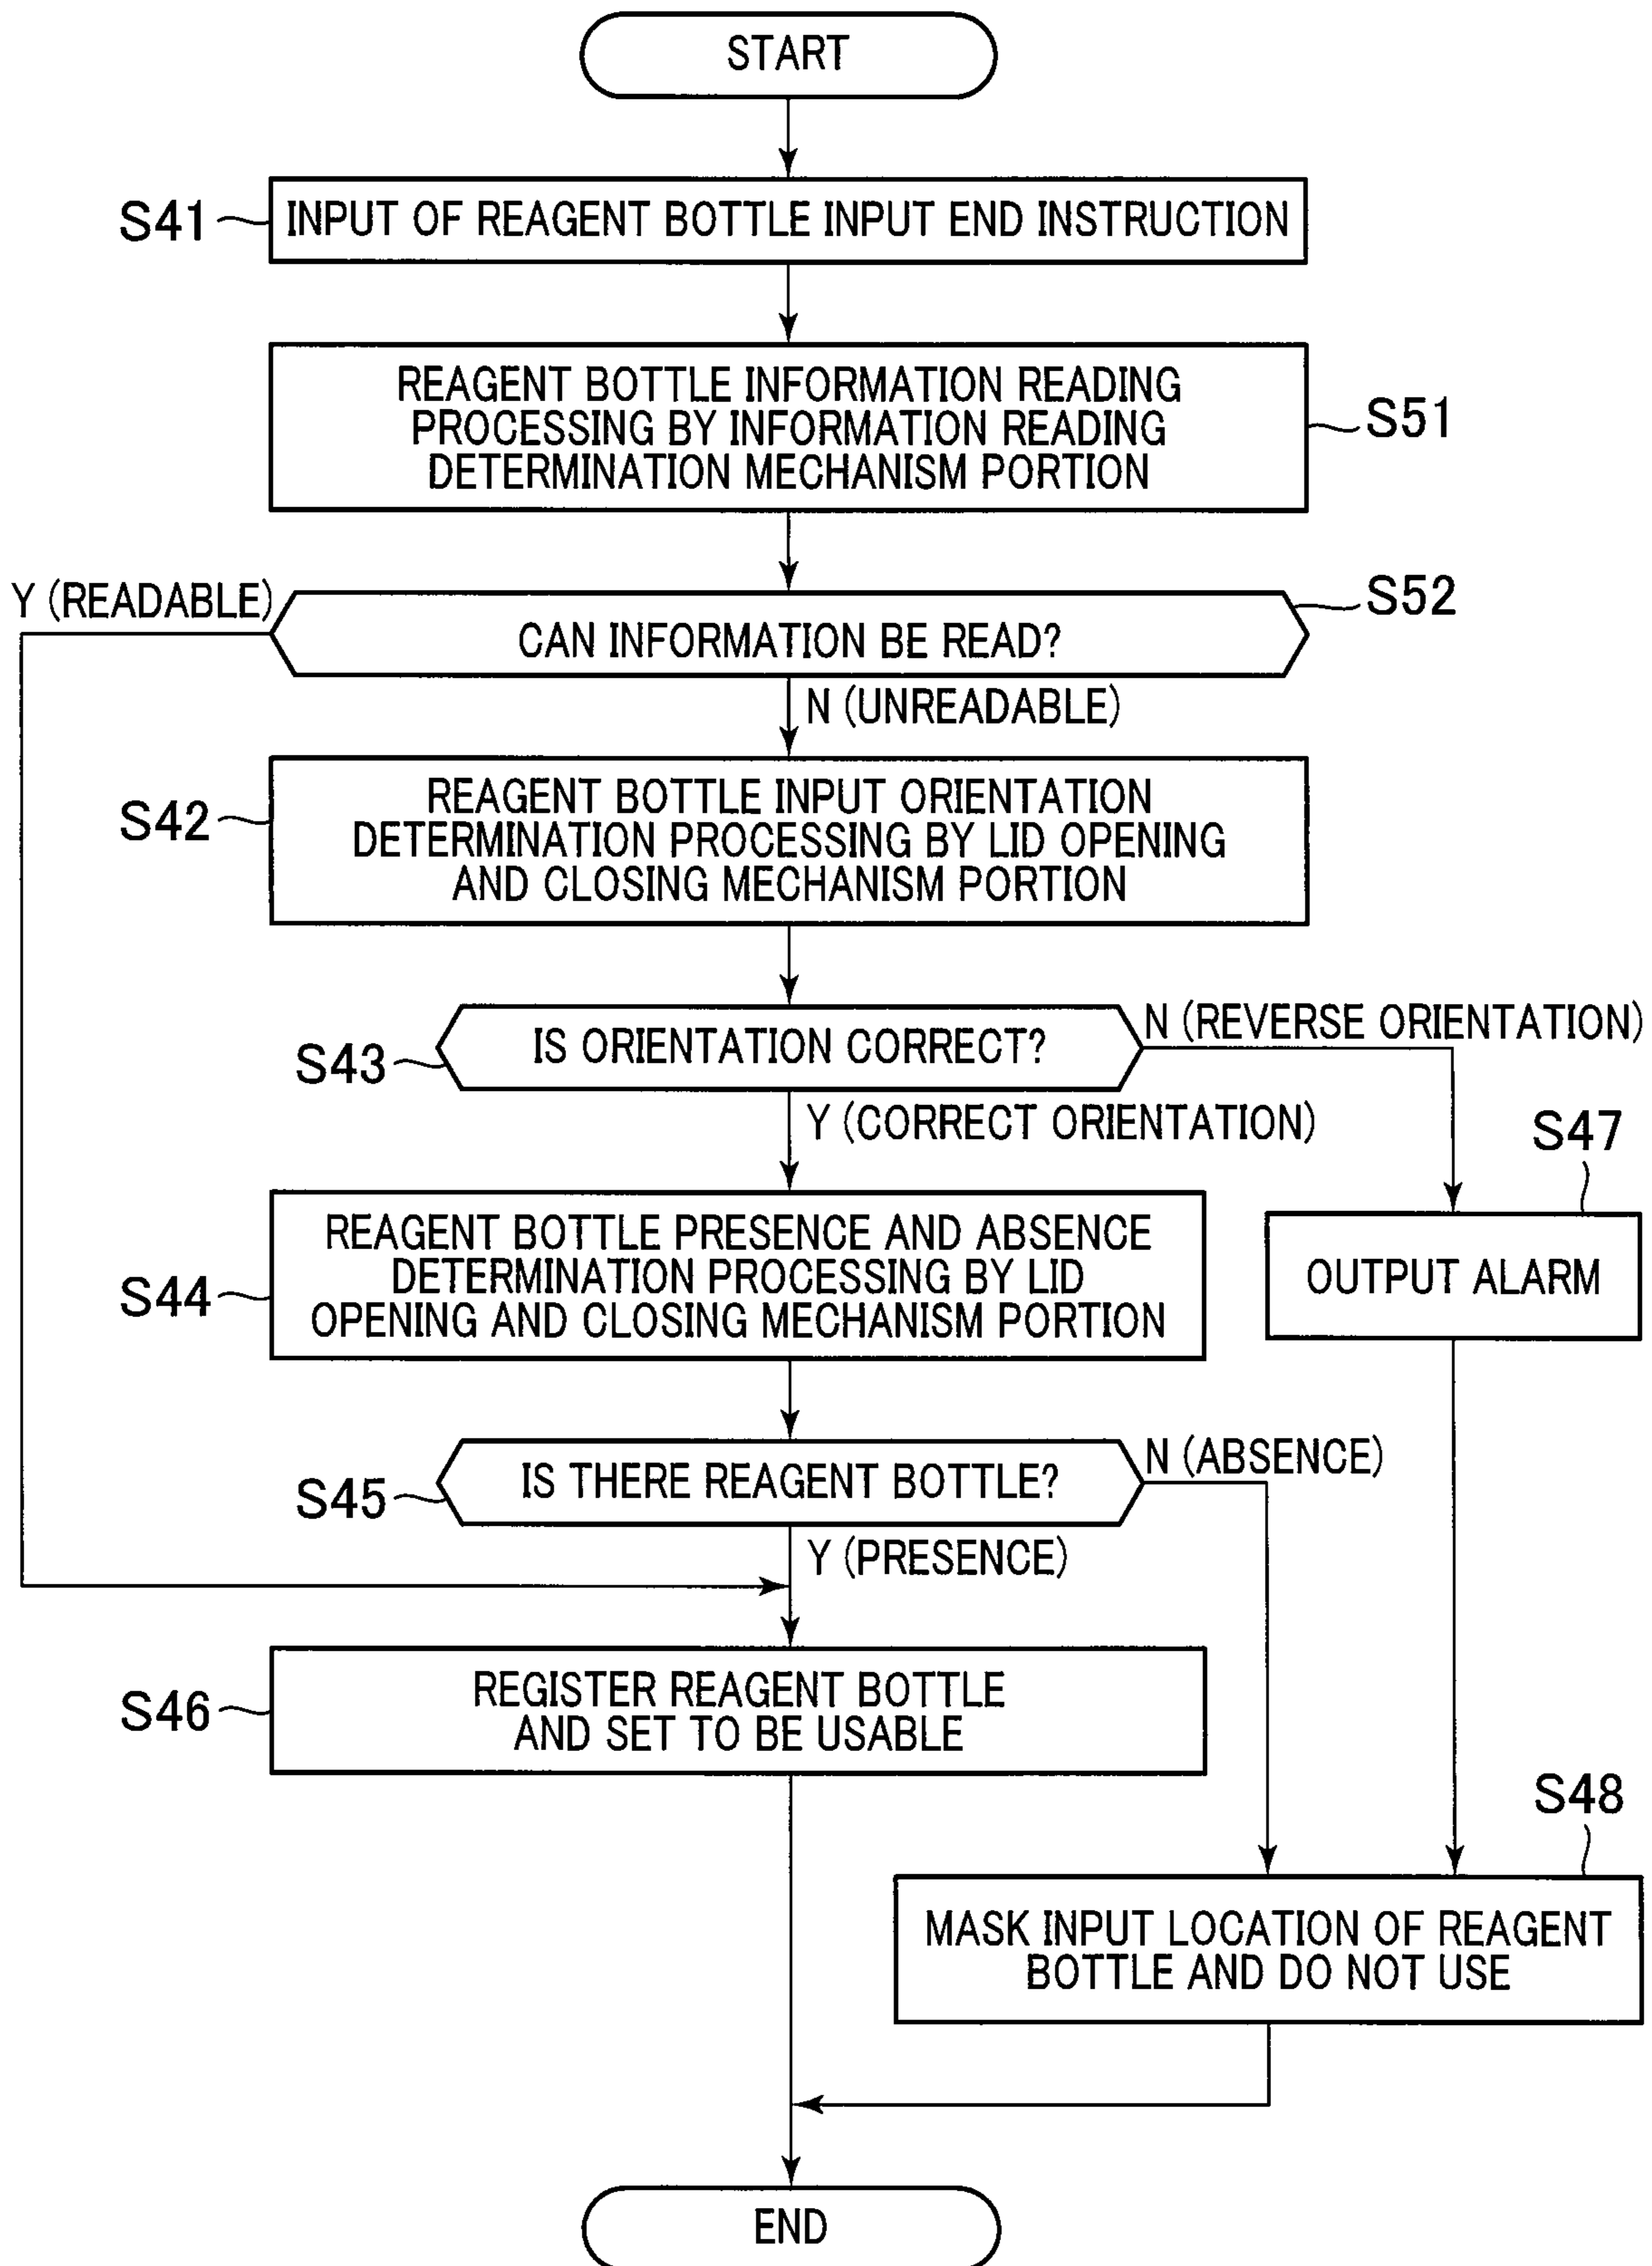 START
S41
INPUT OF REAGENT BOTTLE INPUT END INSTRUCTION
REAGENT BOTTLE INFORMATION READING
PROCESSING BY INFORMATION READING
DETERMINATION MECHANISM PORTION
S51
Y (READABLE)
S52
CAN INFORMATION BE READ?
N (UNREADABLE)
S42
REAGENT BOTTLE INPUT ORIENTATION
DETERMINATION PROCESSING BY LID OPENING
AND CLOSING MECHANISM PORTION
N (REVERSE ORIENTATION)
S43
IS ORIENTATION CORRECT?
Y (CORRECT ORIENTATION)
S47
S44
REAGENT BOTTLE PRESENCE AND ABSENCE
DETERMINATION PROCESSING BY LID
OPENING AND CLOSING MECHANISM PORTION
OUTPUT ALARM
N (ABSENCE)
S45
IS THERE REAGENT BOTTLE?
Y (PRESENCE)
S46
REGISTER REAGENT BOTTLE
AND SET TO BE USABLE
S48
MASK INPUT LOCATION OF REAGENT
BOTTLE AND DO NOT USE
END